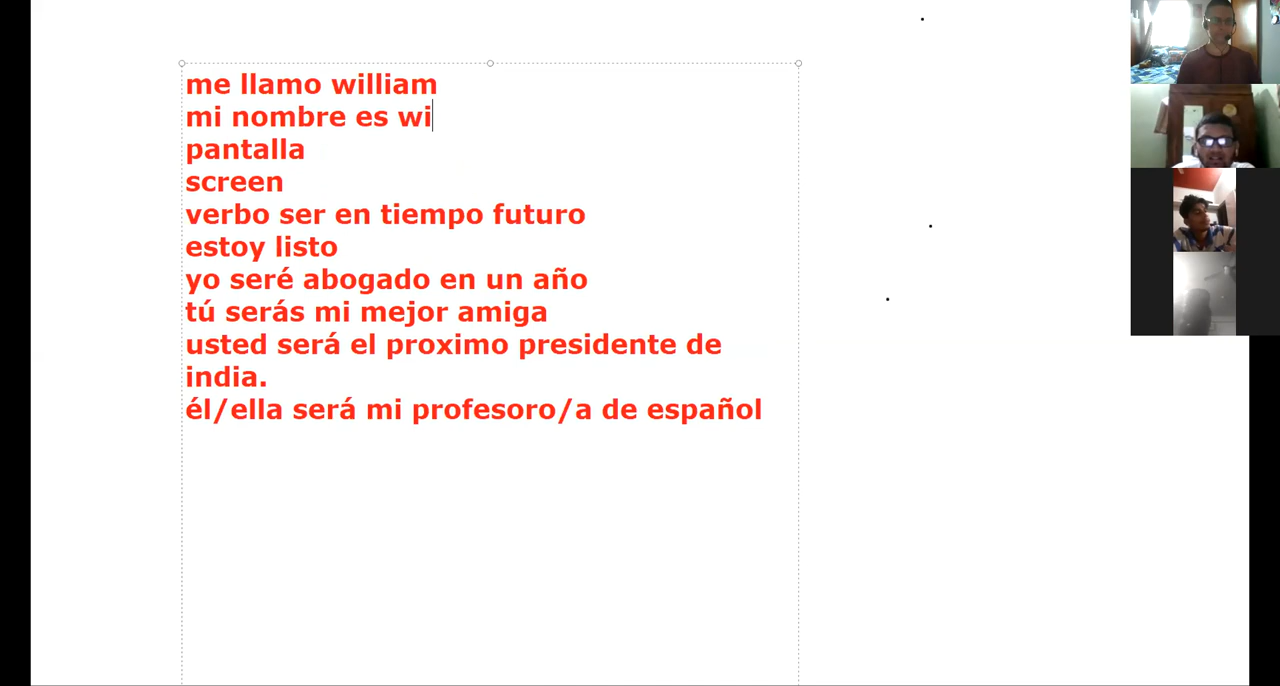 me llamo william
mi nombre es wi
pantalla
screen
verbo ser en tiempo futuro
estoy listo
yo seré abogado en un año
tú serás mi mejor amiga
usted será el proximo presidente de
india.
él/ella será mi profesoro/a de español